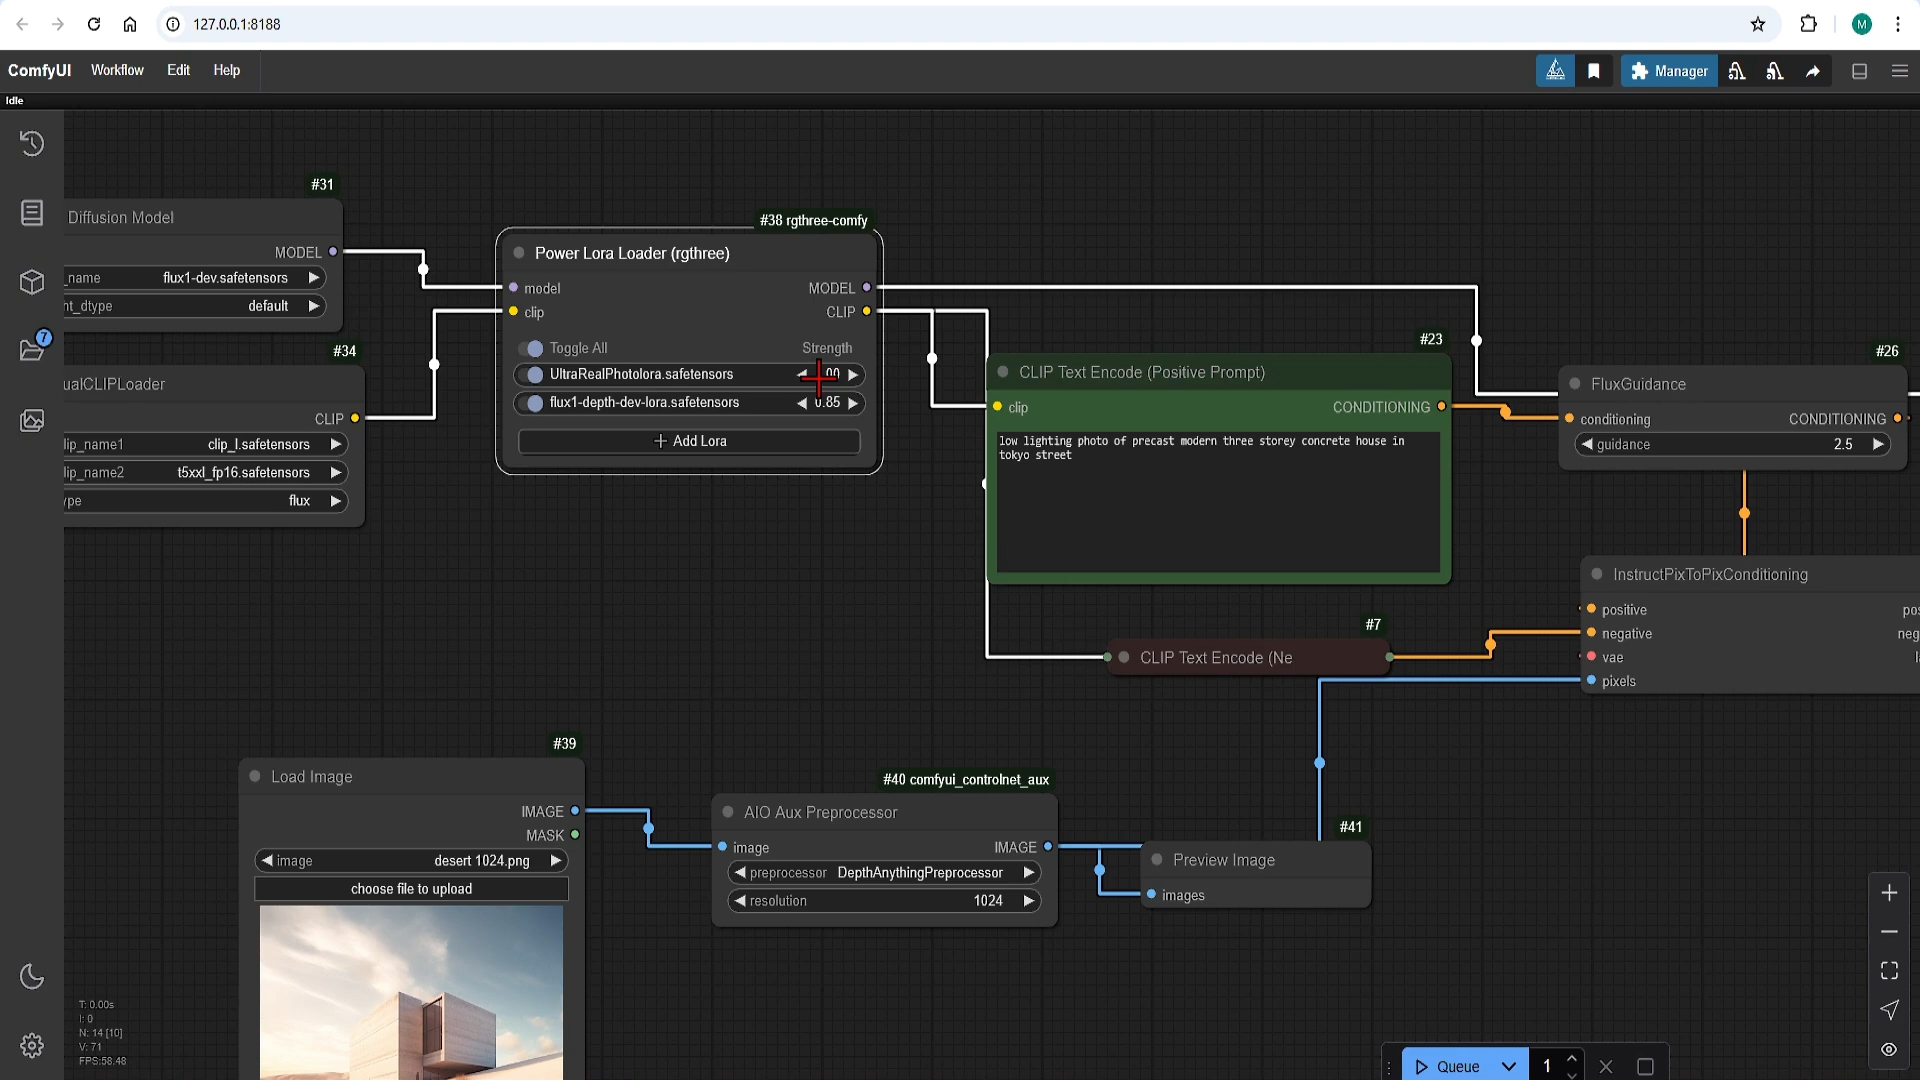 127.0.0.1:8188
M
ComfyUI Workflow Edit Help
Manager
Idle
7
#31
Diffusion Model
MODEL
_name flux1-dev.safetensors
ht_dtype default
#34
ualCLIPLoader
CLIP
lip_name1 clip_l.safetensors
lip_name2 t5xxl_fp16.safetensors
ype flux
#38 rgthree-comfy
Power Lora Loader (rgthree)
model MODEL
clip CLIP
Toggle All Strength
UltraRealPhotolora.safetensors
flux1-depth-dev-lora.safetensors 0.85
+ Add Lora
#23
CLIP Text Encode (Positive Prompt)
clip CONDITIONING
low lighting photo of precast modern three storey concrete house in
tokyo street
#26
FluxGuidance
conditioning CONDITIONING
guidance 2.5
#7
CLIP Text Encode (Ne
InstructPixToPixConditioning
positive pos
negative neg
vae
pixels
#39
Load Image
IMAGE
MASK
image desert 1024.png
choose file to upload
#40 comfyui_controlnet_aux
AIO Aux Preprocessor
image IMAGE
preprocessor DepthAnythingPreprocessor
resolution 1024
#41
Preview Image
images
T: 0.00s
I: 0
N: 14 [10]
V: 71
FPS:58.48
Queue 1